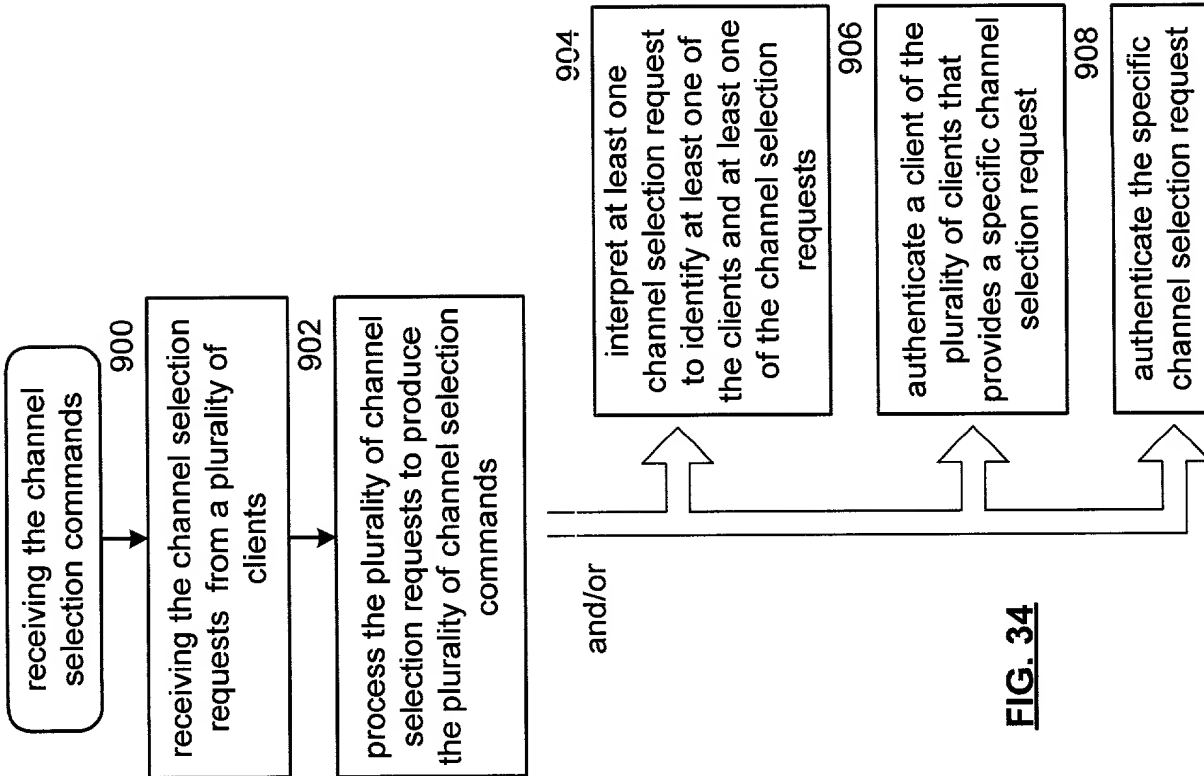 receiving the channel
selection commands
900
receiving the channel selection
requests from a plurality of
clients
902
process the plurality of channel
selection requests to produce
the plurality of channel selection
commands
and/or
904
interpret at least one
channel selection request
to identify at least one of
the clients and at least one
of the channel selection
requests
906
authenticate a client of the
plurality of clients that
provides a specific channel
selection request
908
authenticate the specific
channel selection request
FIG. 34